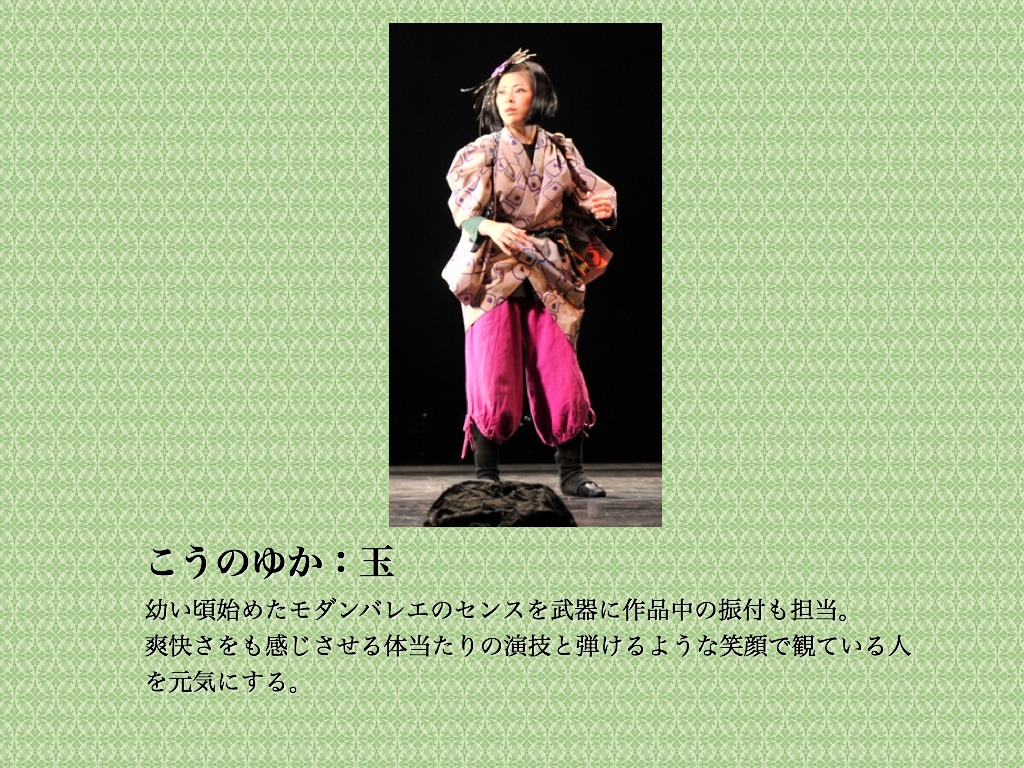 こうのゆか：玉
幼い頃始めたモダンバレエのセンスを武器に作品中の振付も担当。
爽快さをも感じさせる体当たりの演技と弾けるような笑顔で観ている人
を元気にする。